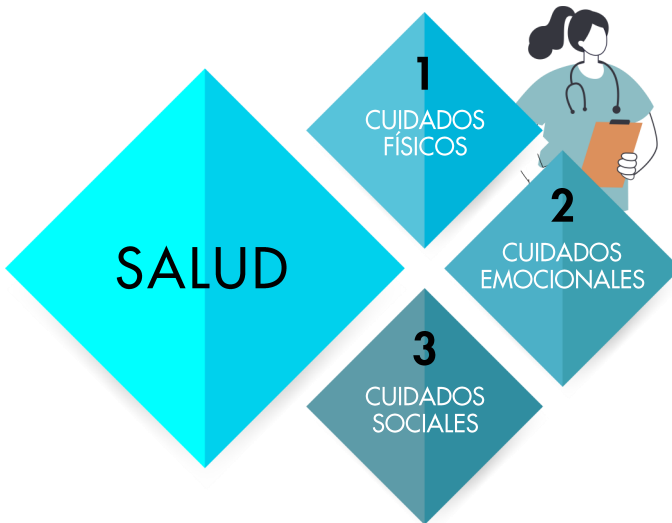 SALUD
1
CUIDADOS
FÍSICOS
2
CUIDADOS
EMOCIONALES
3
CUIDADOS
SOCIALES